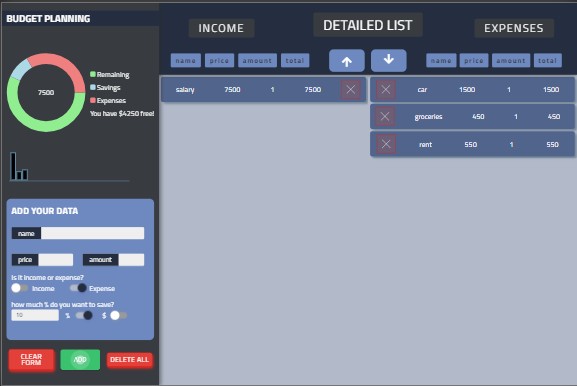 BUDGET PLANNING
7500
Remaining
Savings
Expenses
You have $4250 free!
ADD YOUR DATA
name
price amount
Is it income or expense?
Income Expense
how much % do you want to save?
10 % $
CLEAR FORM
ADD
DELETE ALL
INCOME
DETAILED LIST
EXPENSES
name price amount total
name price amount total
salary 7500 1 7500
car 1500 1 1500
groceries 450 1 450
rent 550 1 550